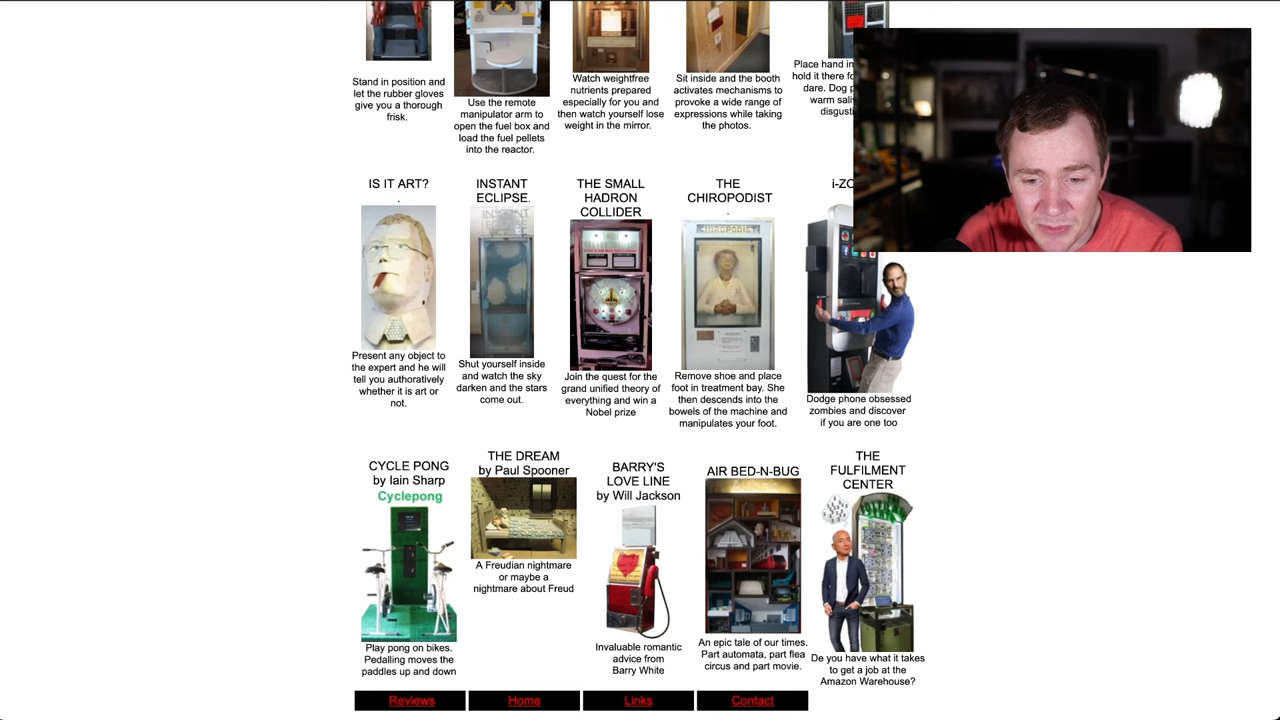 Stand in position and
let the rubber gloves
give you a thorough
frisk.
Use the remote
manipulator arm to
open the fuel box and
load the fuel pellets
into the reactor.
Watch weightfree
nutrients prepared
especially for you and
then watch yourself lose
weight in the mirror.
Sit inside and the booth
activates mechanisms to
provoke a wide range of
expressions while taking
the photos.
Place hand in
hold it there fo
dare. Dog p
warm sali
disgusti
IS IT ART?
.
Present any object to
the expert and he will
tell you authoratively
whether it is art or
not.
INSTANT
ECLIPSE.
INSTANT
Shut yourself inside
and watch the sky
darken and the stars
come out.
THE SMALL
HADRON
COLLIDER
Join the quest for the
grand unified theory of
everything and win a
Nobel prize
THE
CHIROPODIST
.
CHIROPODIST
Remove shoe and place
foot in treatment bay. She
then descends into the
bowels of the machine and
manipulates your foot.
i-ZO
Dodge phone obsessed
zombies and discover
if you are one too
CYCLE PONG
by Iain Sharp
Cyclepong
Play pong on bikes.
Pedalling moves the
paddles up and down
THE DREAM
by Paul Spooner
A Freudian nightmare
or maybe a
nightmare about Freud
BARRY'S
LOVE LINE
by Will Jackson
Invaluable romantic
advice from
Barry White
AIR BED-N-BUG
An epic tale of our times.
Part automata, part flea
circus and part movie.
THE
FULFILMENT
CENTER
De you have what it takes
to get a job at the
Amazon Warehouse?
Reviews
Home
Links
Contact